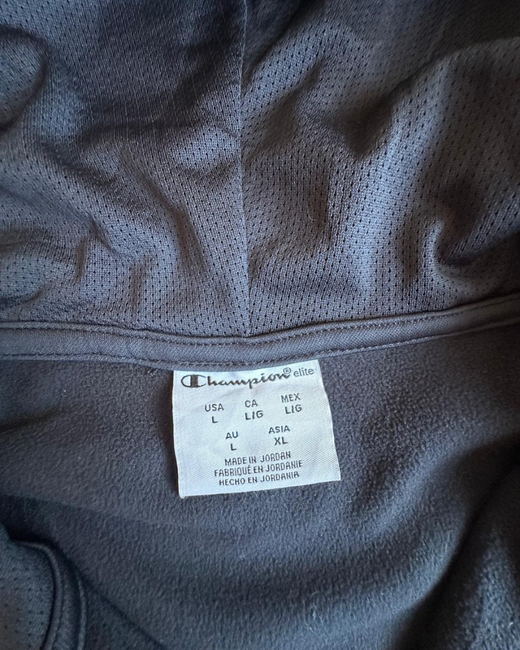 Champion® elite
USA CA MEX
L L/G L/G
AU ASIA
L XL
MADE IN JORDAN
FABRIQUÉ EN JORDANIE
HECHO EN JORDANIA